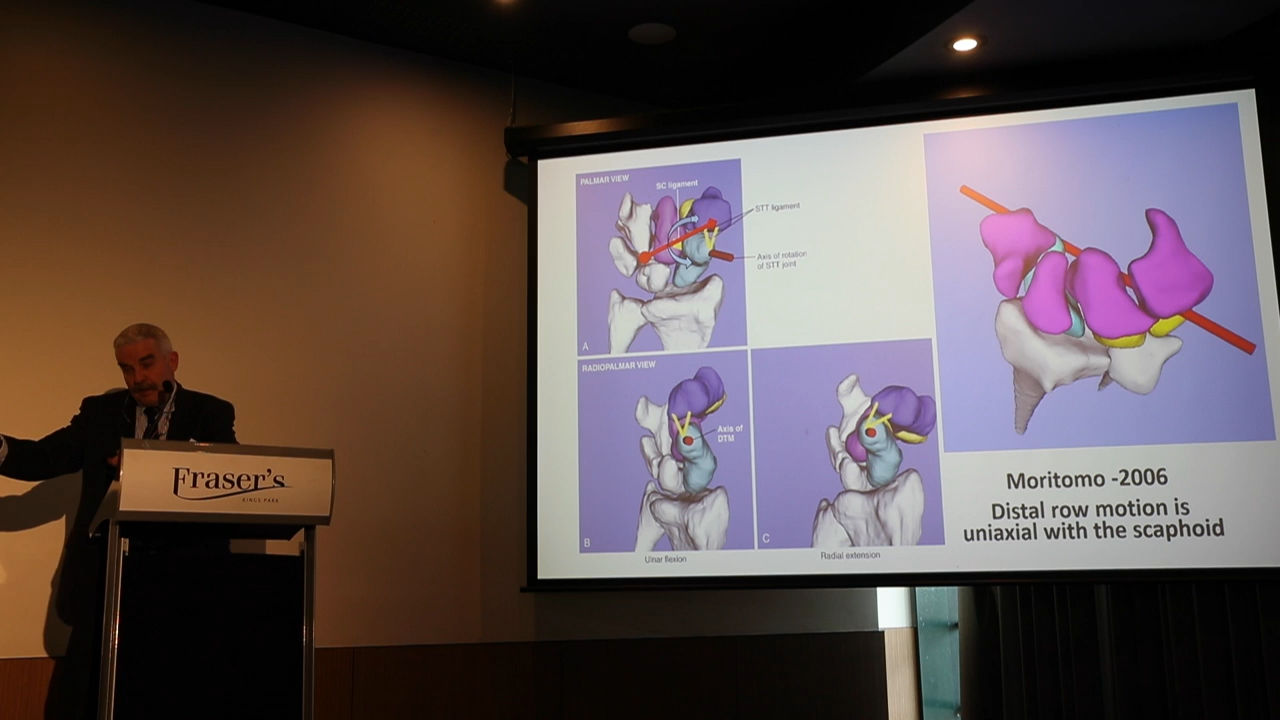 PALMAR VIEW
SC ligament
STT ligament
Axis of rotation
of STT joint
A
RADIOPALMAR VIEW
Axis of
DTM
B
C
Ulnar flexion
Radial extension
Moritomo -2006
Distal row motion is
uniaxial with the scaphoid
Fraser's
KINGS PARK